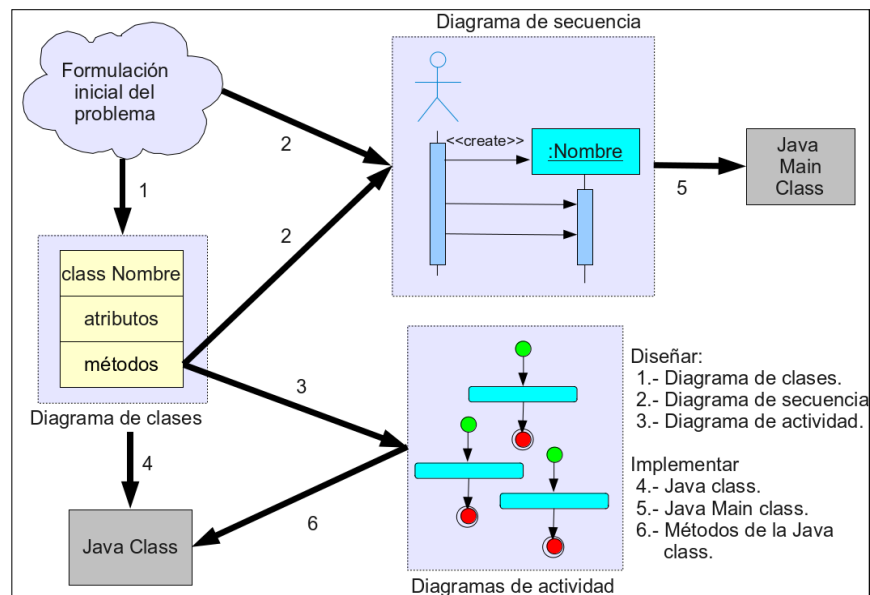 Diagrama de secuencia
Formulación
inicial del
problema
2
<<create>>
:Nombre
5
Java
Main
Class
1
2
class Nombre
atributos
métodos
Diagrama de clases
3
4
Java Class
6
Diagramas de actividad
Diseñar:
1.- Diagrama de clases.
2.- Diagrama de secuencia
3.- Diagrama de actividad.
Implementar
4.- Java class.
5.- Java Main class.
6.- Métodos de la Java
class.